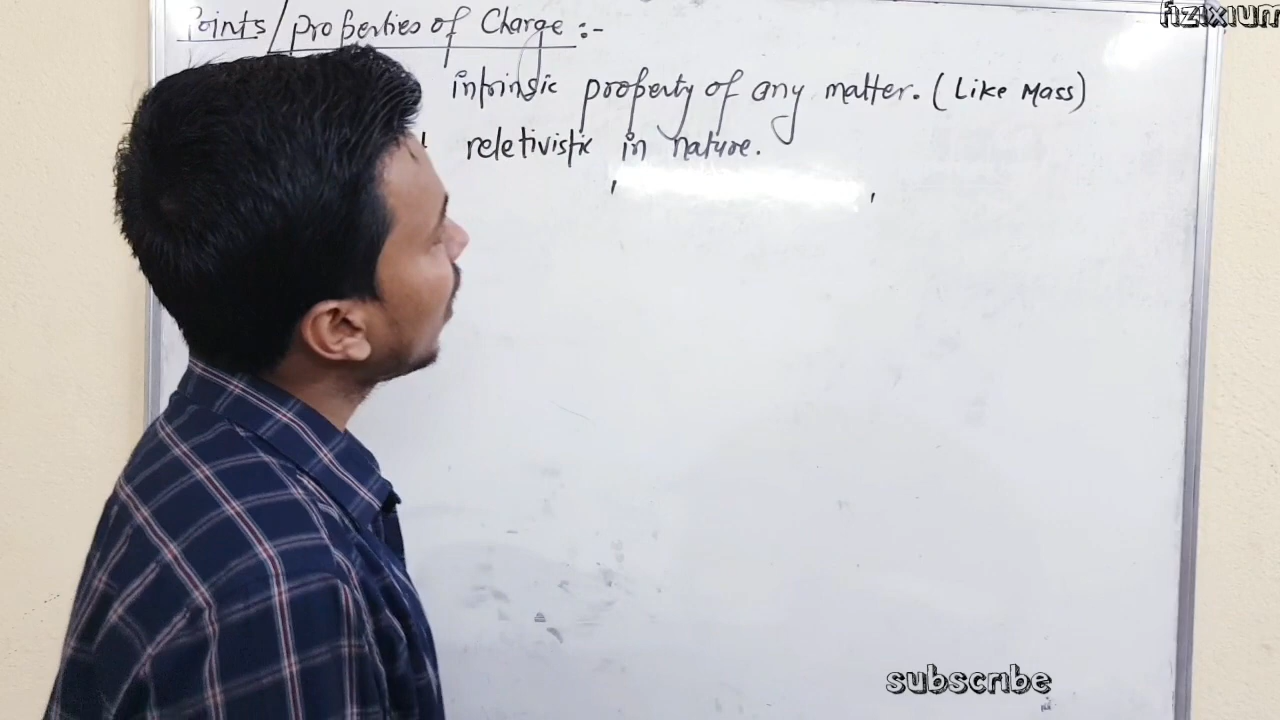 fizixium
Points/Properties of Charge :-
intrinsic property of any matter. (Like Mass)
reletivistic in nature.
subscribe